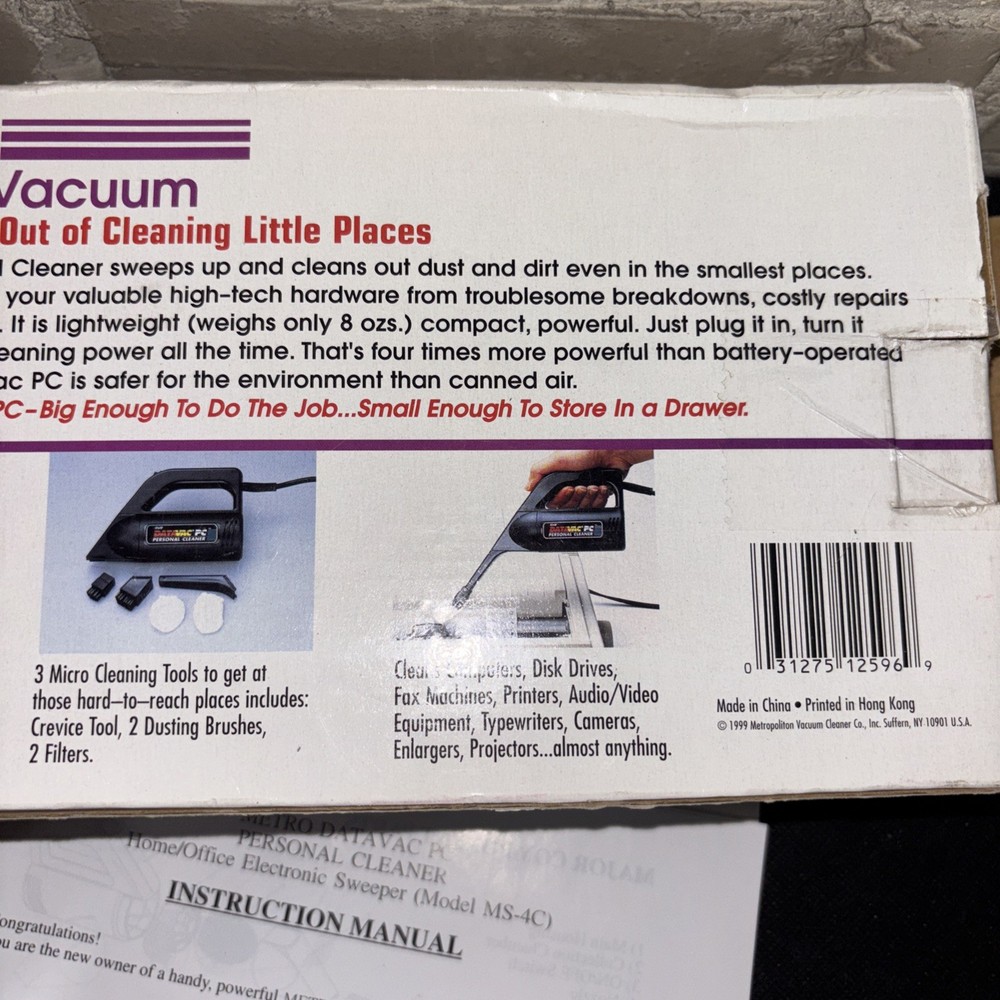 Vacuum
Out of Cleaning Little Places
Cleaner sweeps up and cleans out dust and dirt even in the smallest places.
your valuable high-tech hardware from troublesome breakdowns, costly repairs
. It is lightweight (weighs only 8 ozs.) compact, powerful. Just plug it in, turn it
eaning power all the time. That's four times more powerful than battery-operated
ac PC is safer for the environment than canned air.
PC-Big Enough To Do The Job...Small Enough To Store In a Drawer.
DATAVAC PC
PERSONAL CLEANER
DATAVAC PC
PERSONAL CLEANER
3 Micro Cleaning Tools to get at
those hard-to-reach places includes:
Crevice Tool, 2 Dusting Brushes,
2 Filters.
Cleans Computers, Disk Drives,
Fax Machines, Printers, Audio/Video
Equipment, Typewriters, Cameras,
Enlargers, Projectors...almost anything.
0 31275 12596 9
Made in China • Printed in Hong Kong
© 1999 Metropolitan Vacuum Cleaner Co., Inc. Suffern, NY 10901 U.S.A.
METRO DATAVAC PC
PERSONAL CLEANER
Home/Office Electronic Sweeper (Model MS-4C)
INSTRUCTION MANUAL
ongratulations!
u are the new owner of a handy, powerful